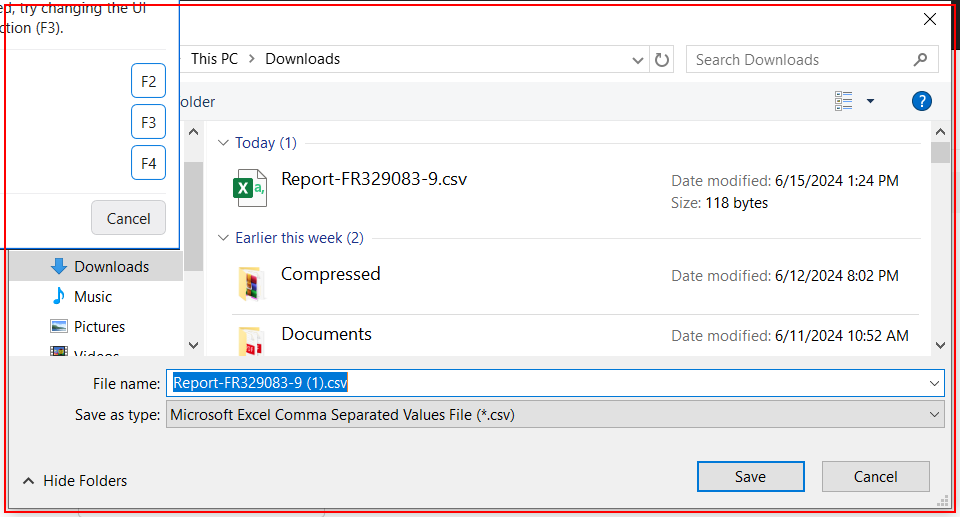 ed, try changing the UI
ction (F3).
F2
F3
F4
Cancel
This PC > Downloads
Search Downloads
older
?
Today (1)
Report-FR329083-9.csv
Date modified: 6/15/2024 1:24 PM
Size: 118 bytes
Earlier this week (2)
Compressed
Date modified: 6/12/2024 8:02 PM
Documents
Date modified: 6/11/2024 10:52 AM
Downloads
Music
Pictures
Videos
File name: Report-FR329083-9 (1).csv
Save as type: Microsoft Excel Comma Separated Values File (*.csv)
Hide Folders
Save
Cancel